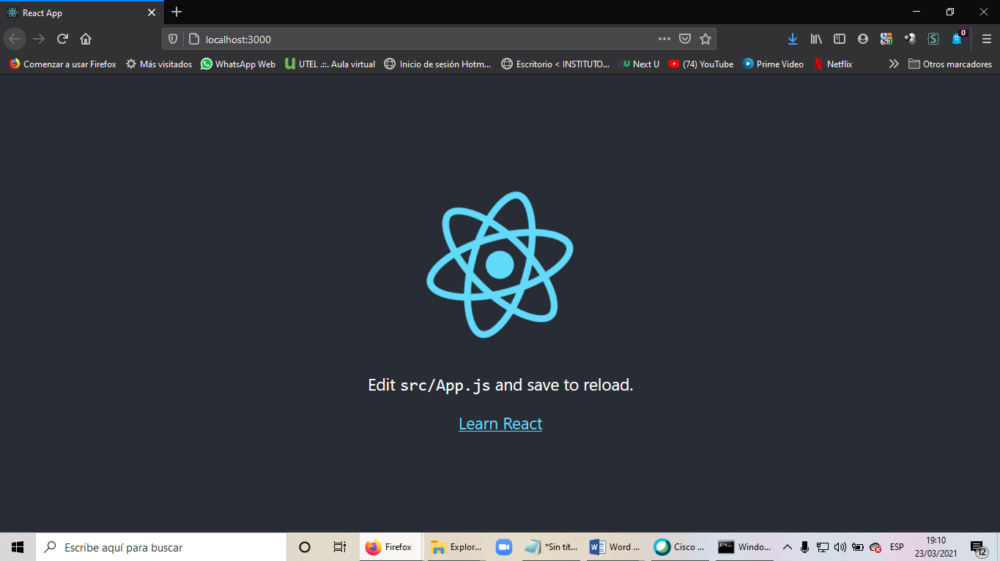 React App
localhost:3000
0
Comenzar a usar Firefox
Más visitados
WhatsApp Web
UTEL .::. Aula virtual
Inicio de sesión Hotm...
Escritorio < INSTITUTO...
Next U
(74) YouTube
Prime Video
Netflix
Otros marcadores
Edit src/App.js and save to reload.
Learn React
Escribe aquí para buscar
Firefox
Explor...
*Sin tít...
Word ...
Cisco ...
Windo...
ESP
19:10
23/03/2021
12